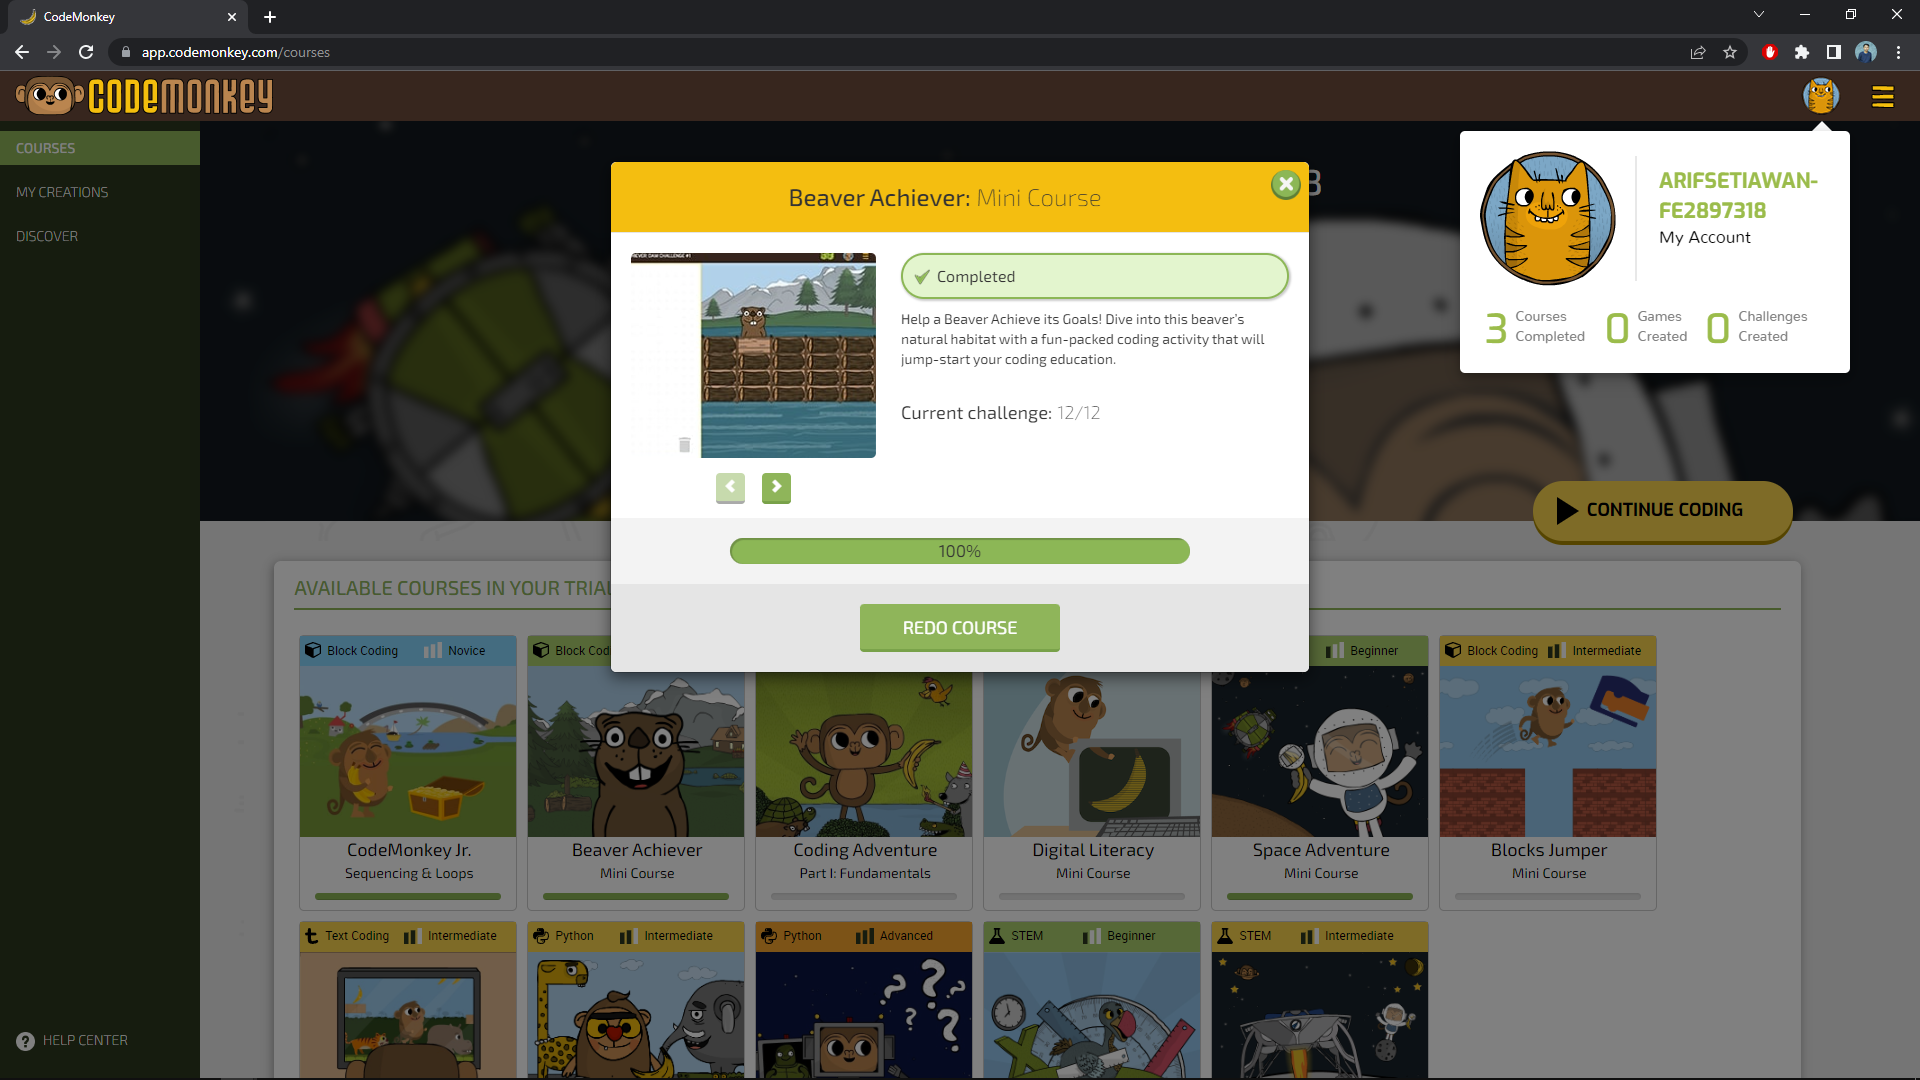 CodeMonkey
app.codemonkey.com/courses
CODEMONKEY
COURSES
MY CREATIONS
DISCOVER
HELP CENTER
ARIFSETIAWAN-
FE2897318
My Account
3 Courses Completed
0 Games Created
0 Challenges Created
Beaver Achiever: Mini Course
Completed
Help a Beaver Achieve its Goals! Dive into this beaver's
natural habitat with a fun-packed coding activity that will
jump-start your coding education.
Current challenge: 12/12
100%
REDO COURSE
CONTINUE CODING
AVAILABLE COURSES IN YOUR TRIAL
Block Coding Novice
Block Cod
Beginner
Block Coding Intermediate
CodeMonkey Jr.
Sequencing & Loops
Beaver Achiever
Mini Course
Coding Adventure
Part I: Fundamentals
Digital Literacy
Mini Course
Space Adventure
Mini Course
Blocks Jumper
Mini Course
Text Coding Intermediate
Python Intermediate
Python Advanced
STEM Beginner
STEM Intermediate